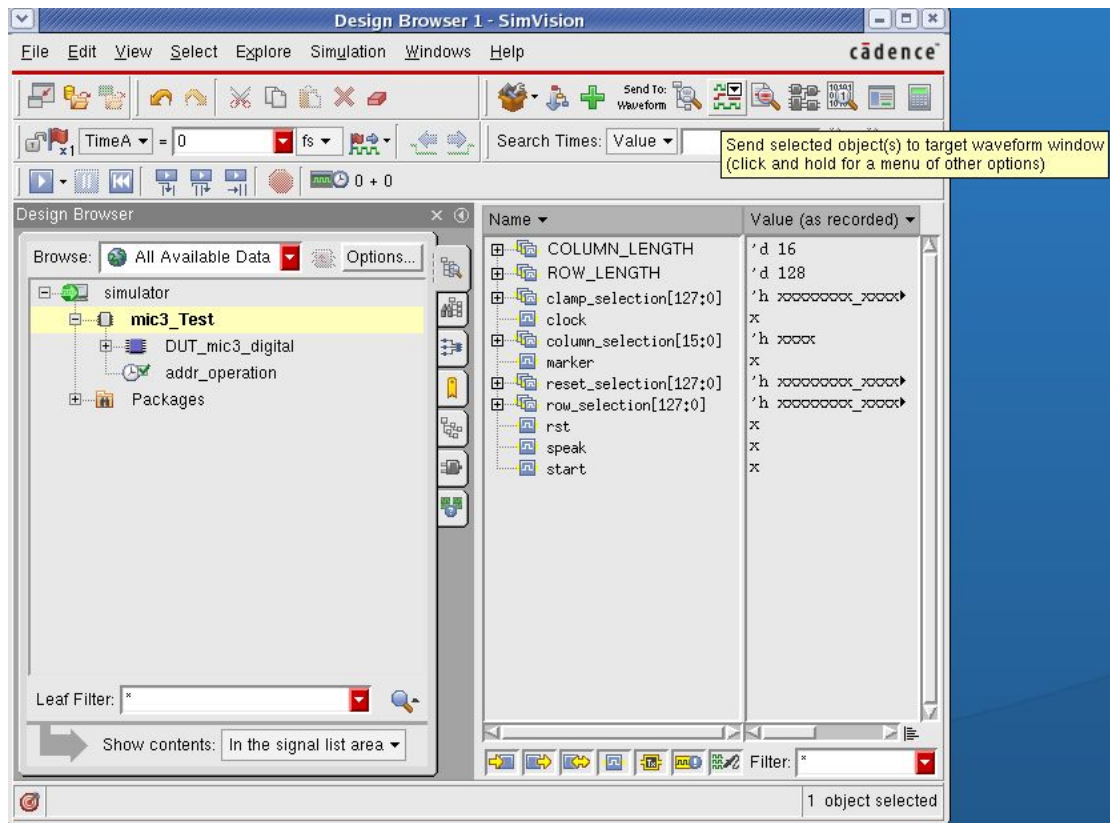 Design Browser 1 - SimVision
File Edit View Select Explore Simulation Windows Help cādence
Send To: Waveform
TimeA = 0 fs Search Times: Value
Send selected object(s) to target waveform window
(click and hold for a menu of other options)
0 + 0
Design Browser
Browse: All Available Data Options...
simulator
mic3_Test
DUT_mic3_digital
addr_operation
Packages
Leaf Filter: *
Show contents: In the signal list area
Name Value (as recorded)
COLUMN_LENGTH 'd 16
ROW_LENGTH 'd 128
clamp_selection[127:0] 'h xxxxxxxx_xxxx
clock x
column_selection[15:0] 'h xxxx
marker x
reset_selection[127:0] 'h xxxxxxxx_xxxx
row_selection[127:0] 'h xxxxxxxx_xxxx
rst x
speak x
start x
Filter: *
1 object selected